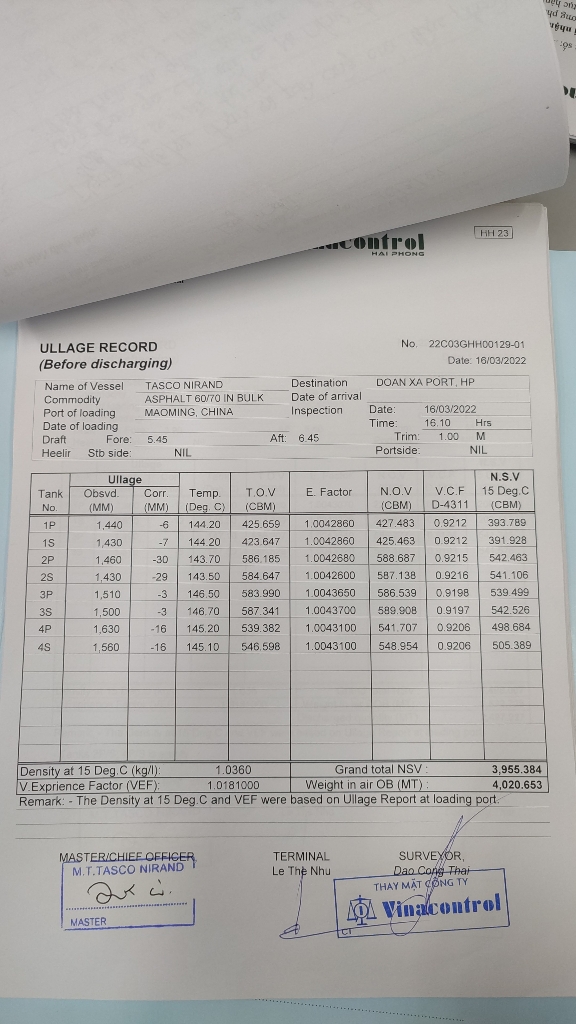 HH 23
control
HAI PHONG
ULLAGE RECORD
(Before discharging)
No. 22C03GHH00129-01
Date: 16/03/2022
Name of Vessel TASCO NIRAND Destination DOAN XA PORT, HP
Commodity ASPHALT 60/70 IN BULK Date of arrival
Port of loading MAOMING, CHINA Inspection Date: 16/03/2022
Date of loading Time: 16.10 Hrs
Draft Fore: 5.45 Aft: 6.45 Trim: 1.00 M
Heelir Stb side: NIL Portside: NIL
Ullage N.S.V
Tank Obsvd. Corr. Temp. T.O.V E. Factor N.O.V V.C.F 15 Deg.C
No. (MM) (MM) (Deg. C) (CBM) (CBM) D-4311 (CBM)
1P 1,440 -6 144.20 425.659 1.0042860 427.483 0.9212 393.789
1S 1,430 -7 144.20 423.647 1.0042860 425.463 0.9212 391.928
2P 1,460 -30 143.70 586.185 1.0042680 588.687 0.9215 542.463
2S 1,430 -29 143.50 584.647 1.0042600 587.138 0.9216 541.106
3P 1,510 -3 146.50 583.990 1.0043650 586.539 0.9198 539.499
3S 1,500 -3 146.70 587.341 1.0043700 589.908 0.9197 542.526
4P 1,630 -16 145.20 539.382 1.0043100 541.707 0.9206 498.684
4S 1,560 -16 145.10 546.598 1.0043100 548.954 0.9206 505.389
Density at 15 Deg.C (kg/l): 1.0360 Grand total NSV : 3,955.384
V.Exprience Factor (VEF): 1.0181000 Weight in air OB (MT) : 4,020.653
Remark: - The Density at 15 Deg.C and VEF were based on Ullage Report at loading port.
MASTER/CHIEF OFFICER TERMINAL SURVEYOR,
M.T.TASCO NIRAND Le The Nhu Dao Cong Thai
MASTER
THAY MẶT CÔNG TY
Vinacontrol
CT